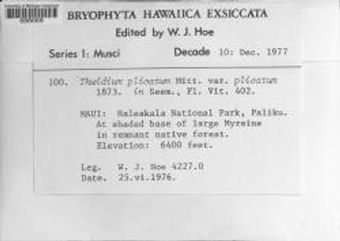 BRYOPHYTA HAWAIICA EXSICCATA
Edited by W. J. Hoe
Series 1: Musci Decade 10: Dec. 1977
100. Thuidium plicatum Mitt. var. plicatum
1873. in Seem., Fl. Vit. 402.
MAUI: Haleakala National Park, Paliku.
At shaded base of large Myrsine
in remnant native forest.
Elevation: 6400 feet.
Leg. W. J. Hoe 4227.0
Date. 25.vi.1976.